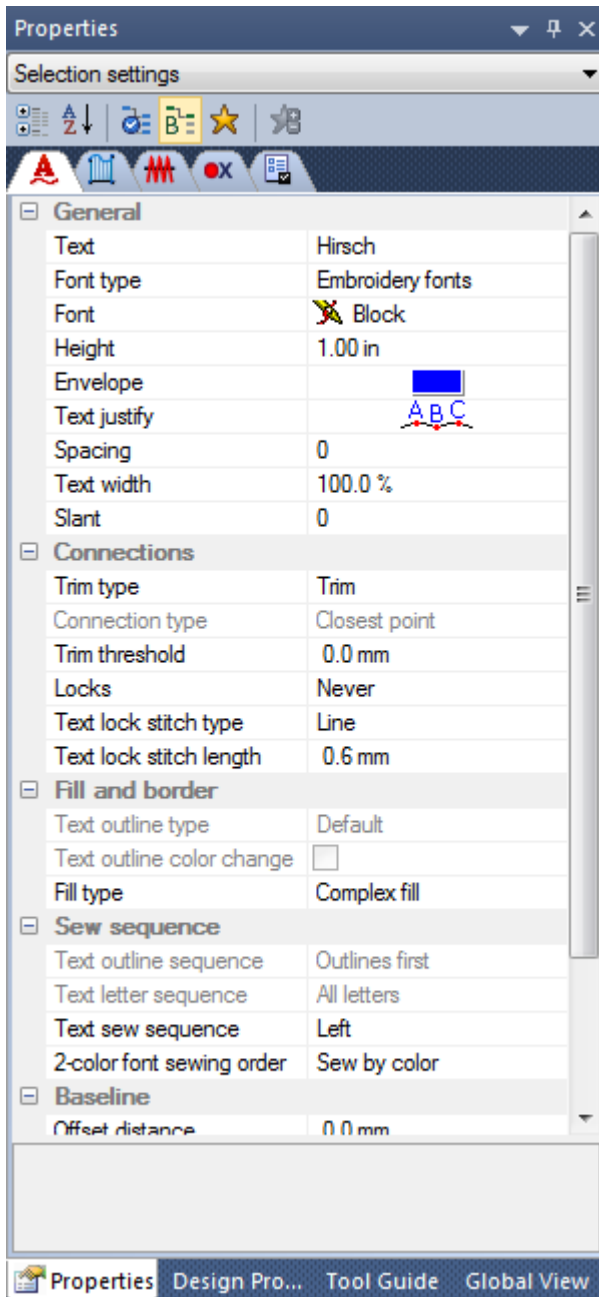 Properties
Selection settings
General
Text Hirsch
Font type Embroidery fonts
Font Block
Height 1.00 in
Envelope
Text justify ABC
Spacing 0
Text width 100.0 %
Slant 0
Connections
Trim type Trim
Connection type Closest point
Trim threshold 0.0 mm
Locks Never
Text lock stitch type Line
Text lock stitch length 0.6 mm
Fill and border
Text outline type Default
Text outline color change
Fill type Complex fill
Sew sequence
Text outline sequence Outlines first
Text letter sequence All letters
Text sew sequence Left
2-color font sewing order Sew by color
Baseline
Offset distance 0.0 mm
Properties Design Pro... Tool Guide Global View